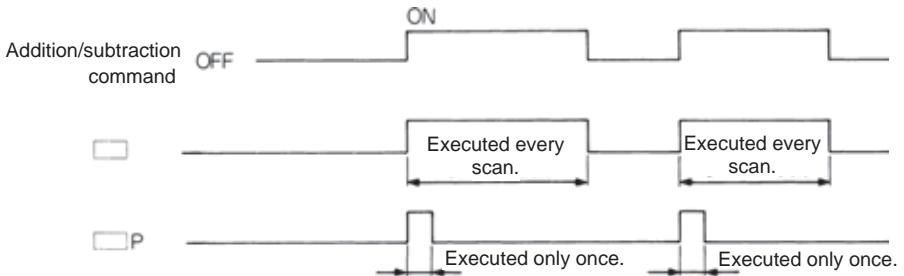 ON
Addition/subtraction
command
OFF
Executed every
scan.
Executed every
scan.
P
Executed only once.
Executed only once.